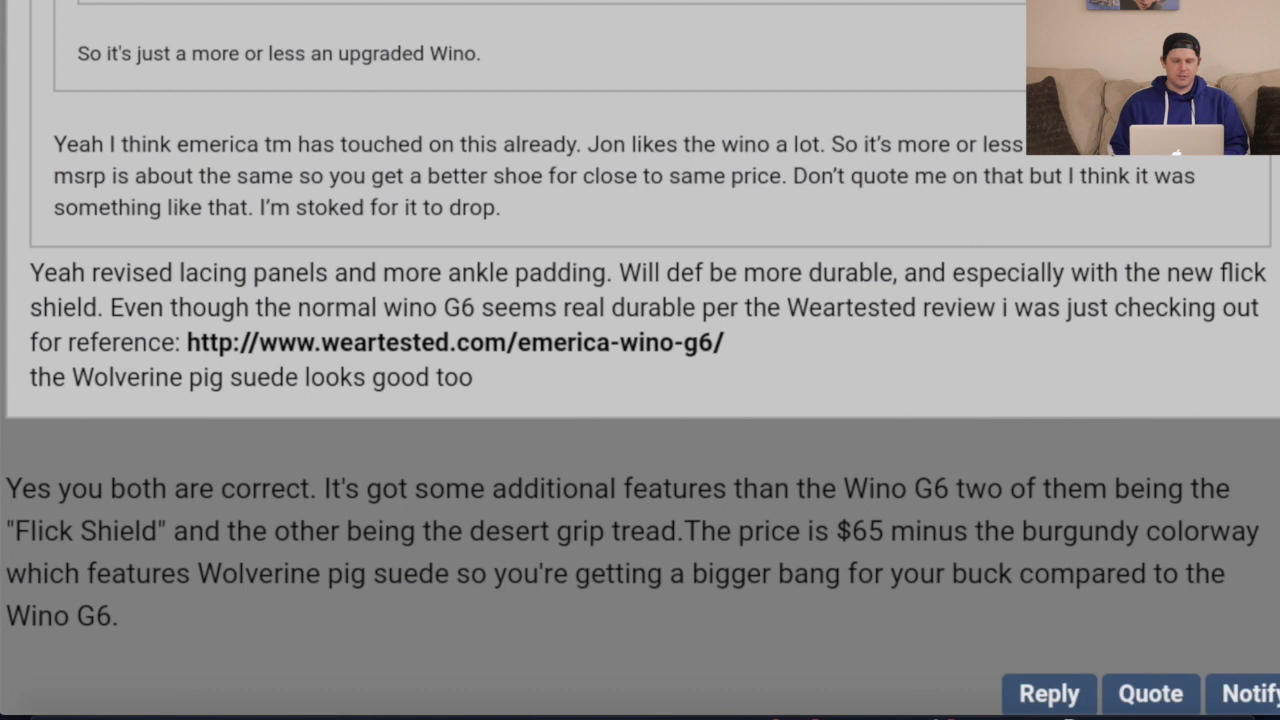 So it's just a more or less an upgraded Wino.
Yeah I think emerica tm has touched on this already. Jon likes the wino a lot. So it’s more or less
msrp is about the same so you get a better shoe for close to same price. Don’t quote me on that but I think it was
something like that. I’m stoked for it to drop.
Yeah revised lacing panels and more ankle padding. Will def be more durable, and especially with the new flick
shield. Even though the normal wino G6 seems real durable per the Weartested review i was just checking out
for reference: http://www.weartested.com/emerica-wino-g6/
the Wolverine pig suede looks good too
Yes you both are correct. It's got some additional features than the Wino G6 two of them being the
"Flick Shield" and the other being the desert grip tread.The price is $65 minus the burgundy colorway
which features Wolverine pig suede so you're getting a bigger bang for your buck compared to the
Wino G6.
Reply Quote Notify